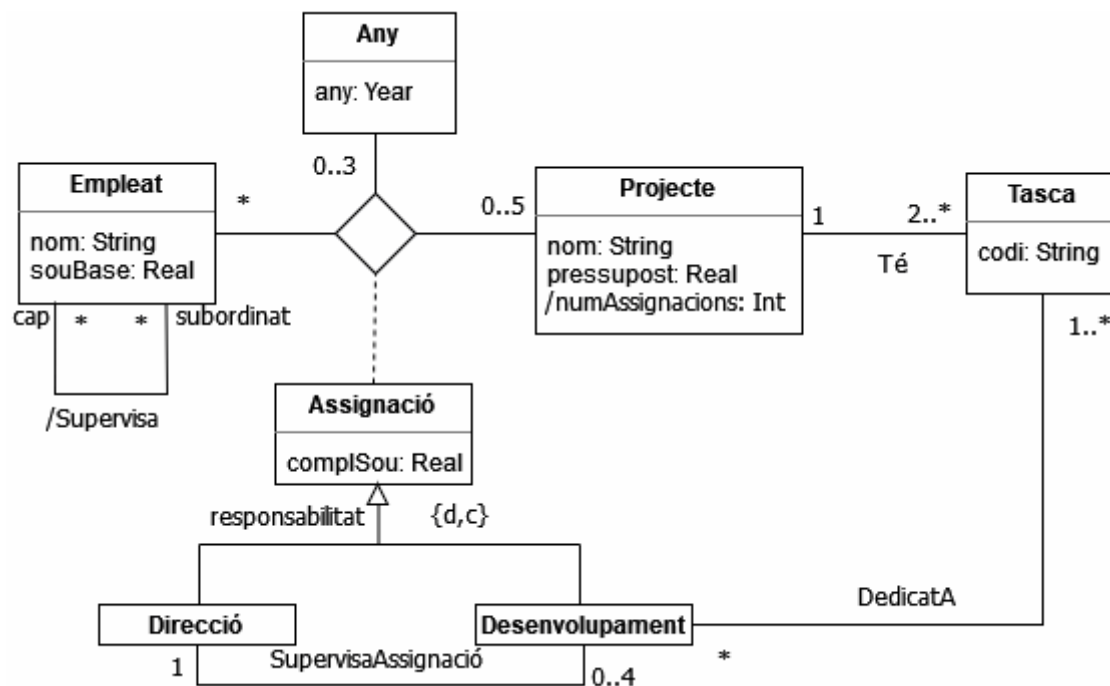 Any
any: Year
0..3
Empleat
nom: String
souBase: Real
*
0..5
Projecte
nom: String
pressupost: Real
/numAssignacions: Int
1
2..*
Té
Tasca
codi: String
1..*
cap
*
*
subordinat
/Supervisa
Assignació
complSou: Real
responsabilitat
{d,c}
DedicatA
Direcció
Desenvolupament
*
1
SupervisaAssignació
0..4